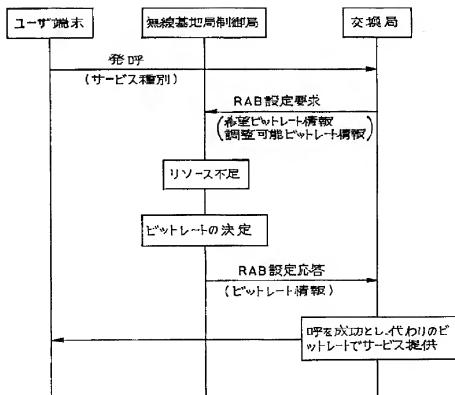 ユーザ端末
無線基地局制御局
交換局
発呼
(サービス種別)
RAB設定要求
(希望ビットレート情報
調整可能ビットレート情報)
リソース不足
ビットレートの決定
RAB設定応答
(ビットレート情報)
呼を成功とし、代わりのビ
ットレートでサービス提供